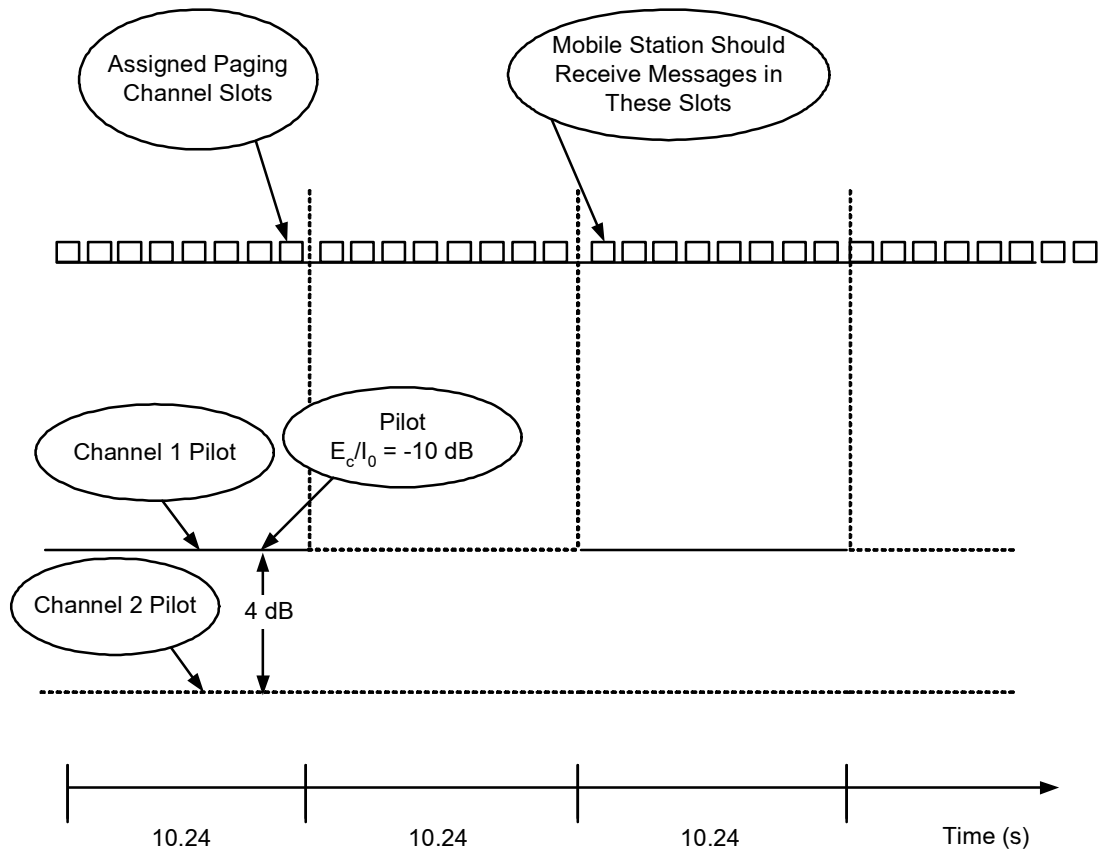 Assigned Paging
Channel Slots
Mobile Station Should
Receive Messages in
These Slots
Channel 1 Pilot
Pilot
Ec/I0 = -10 dB
Channel 2 Pilot
4 dB
10.24
10.24
10.24
Time (s)